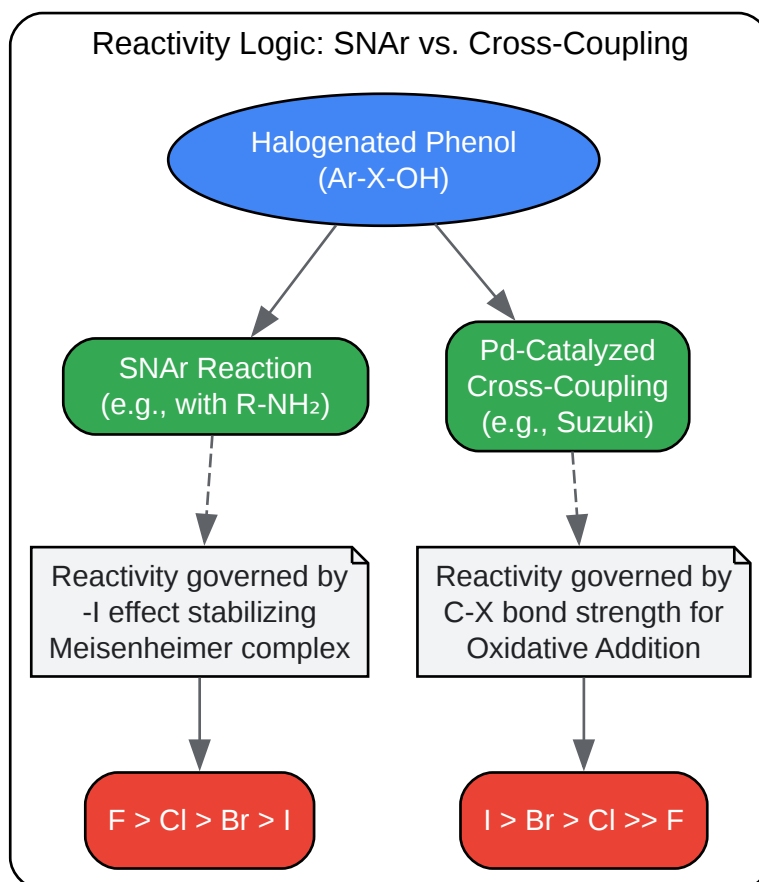 Reactivity Logic: SNAr vs. Cross-Coupling
Halogenated Phenol
(Ar-X-OH)
SNAr Reaction
(e.g., with R-NH₂)
Pd-Catalyzed
Cross-Coupling
(e.g., Suzuki)
Reactivity governed by
-I effect stabilizing
Meisenheimer complex
Reactivity governed by
C-X bond strength for
Oxidative Addition
F > Cl > Br > I
I > Br > Cl >> F